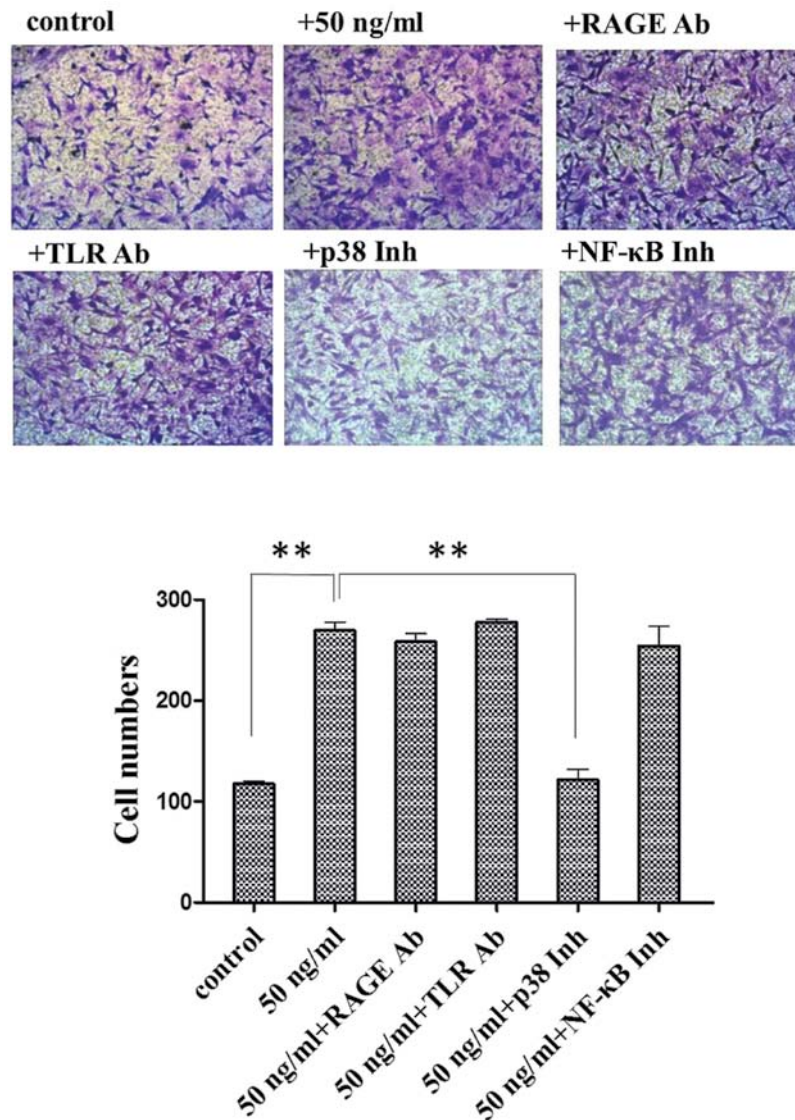 control
+50 ng/ml
+RAGE Ab
+TLR Ab
+p38 Inh
+NF-κB Inh
** **
300
200
100
0
Cell numbers
control
50 ng/ml
50 ng/ml+RAGE Ab
50 ng/ml+TLR Ab
50 ng/ml+p38 Inh
50 ng/ml+NF-κB Inh